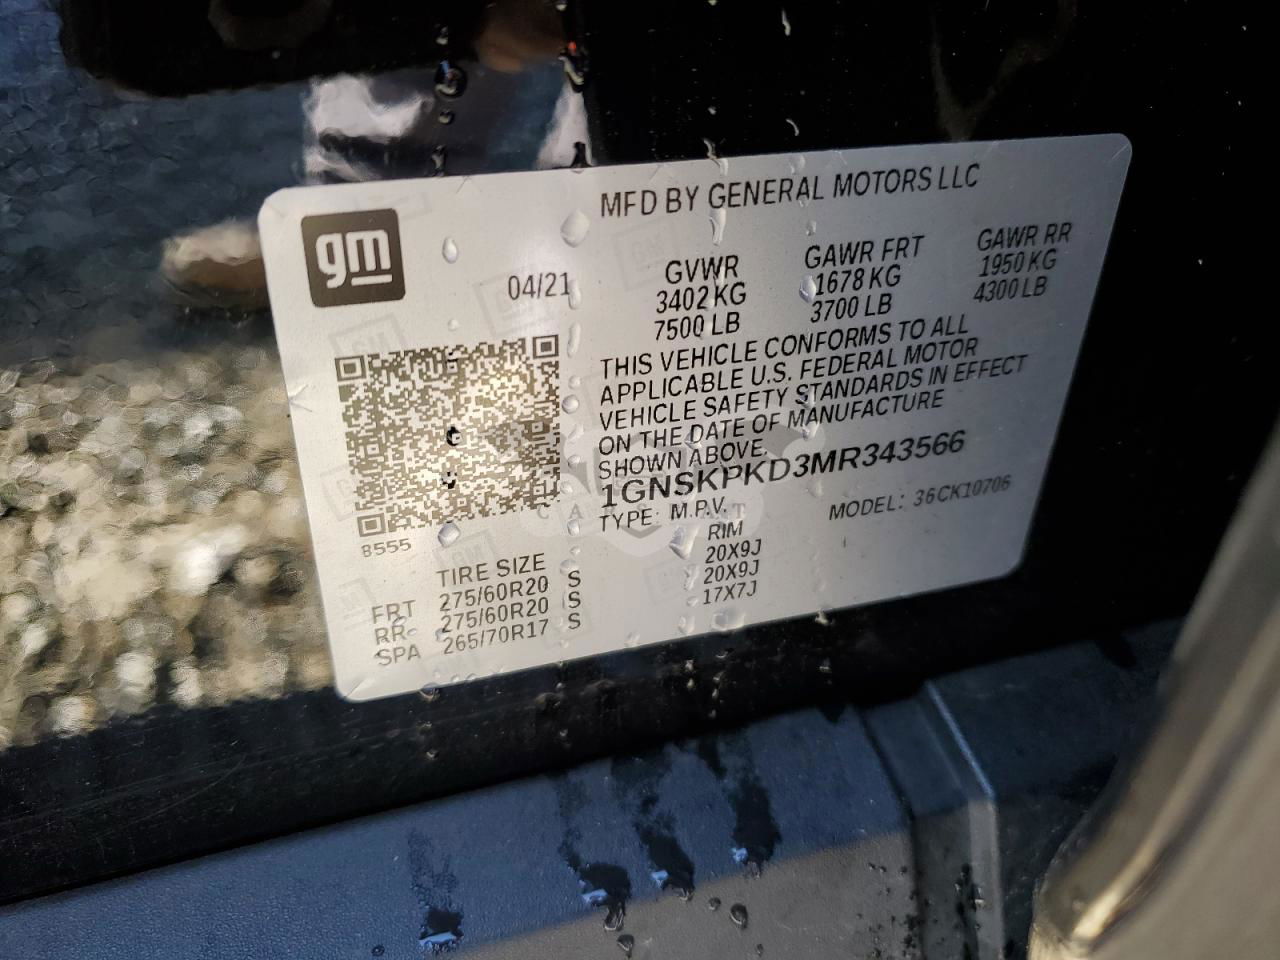 MFD BY GENERAL MOTORS LLC
gm
04/21
GVWR
3402 KG
7500 LB
GAWR FRT
1678 KG
3700 LB
GAWR RR
1950 KG
4300 LB
THIS VEHICLE CONFORMS TO ALL
APPLICABLE U.S. FEDERAL MOTOR
VEHICLE SAFETY STANDARDS IN EFFECT
ON THE DATE OF MANUFACTURE
SHOWN ABOVE.
1GNSKPKD3MR343566
TYPE: M.P.V.
MODEL: 36CK10706
8555
TIRE SIZE
RIM
FRT 275/60R20 S 20X9J
RR 275/60R20 S 20X9J
SPA 265/70R17 S 17X7J